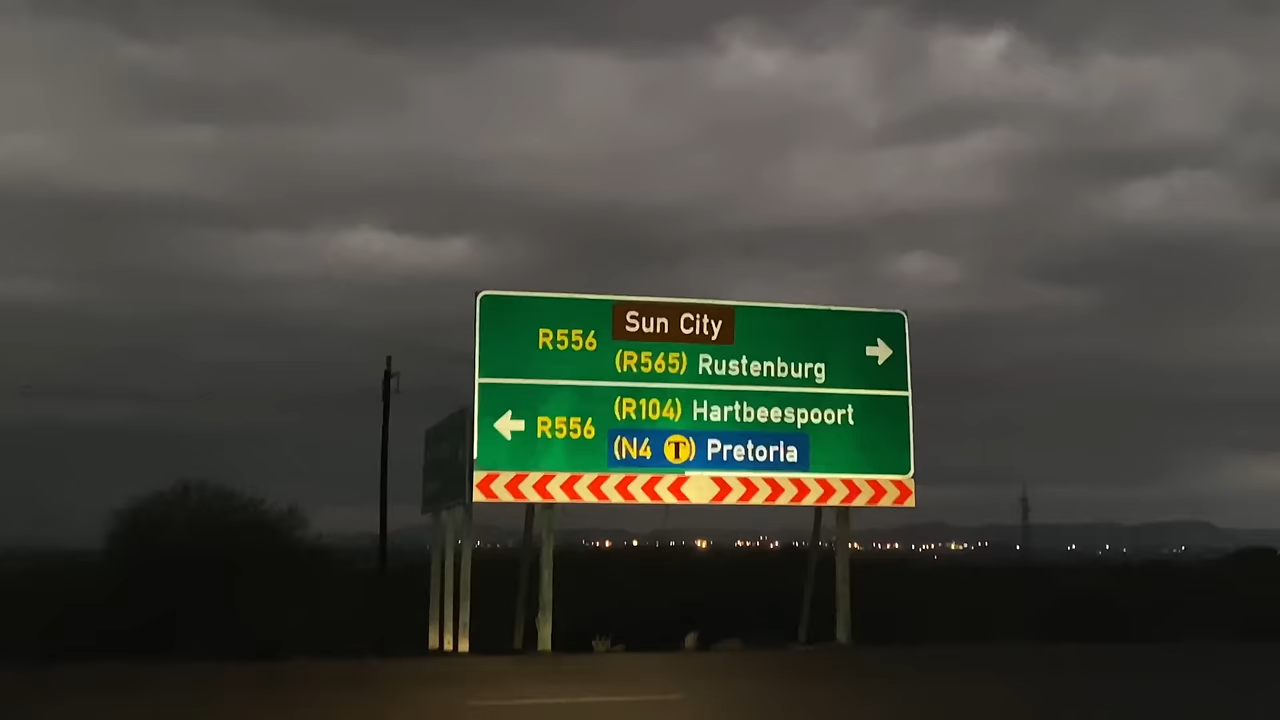 R556 Sun City
(R565) Rustenburg
R556 (R104) Hartbeespoort
(N4 T) Pretoria